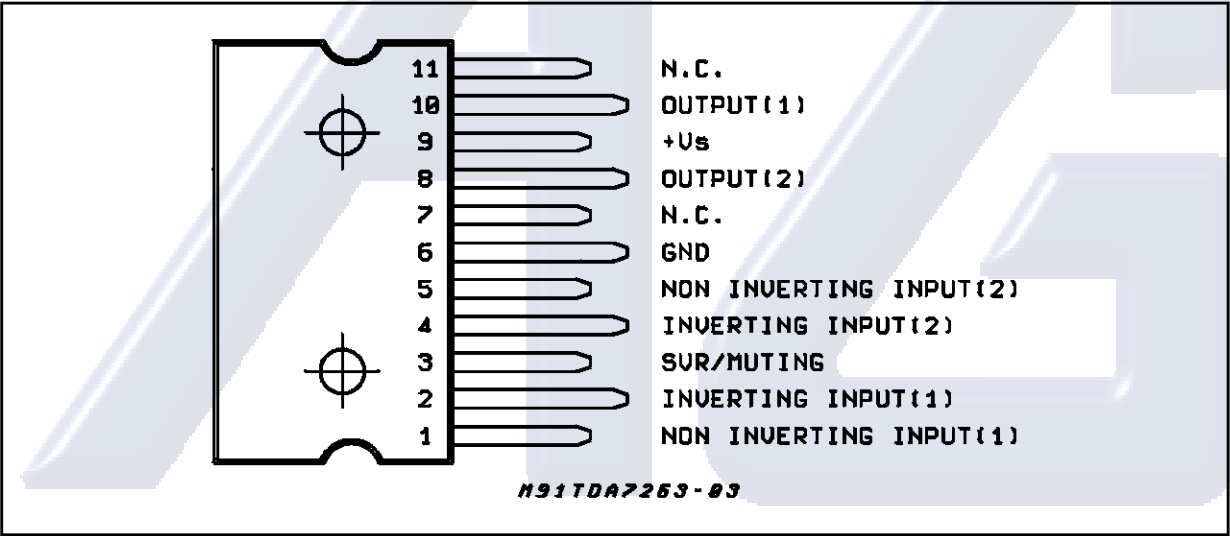 11 N.C.
10 OUTPUT(1)
9 +Vs
8 OUTPUT(2)
7 N.C.
6 GND
5 NON INVERTING INPUT(2)
4 INVERTING INPUT(2)
3 SVR/MUTING
2 INVERTING INPUT(1)
1 NON INVERTING INPUT(1)
M91TDA7263-03